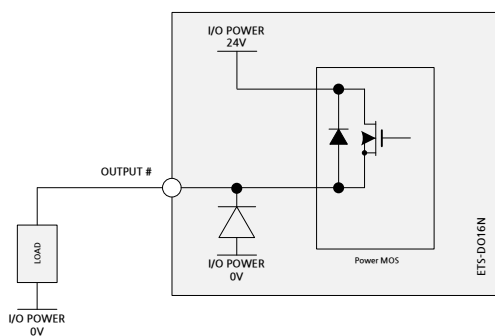 I/O POWER
24V
OUTPUT #
LOAD
I/O POWER
0V
I/O POWER
0V
Power MOS
ETS-DO16N